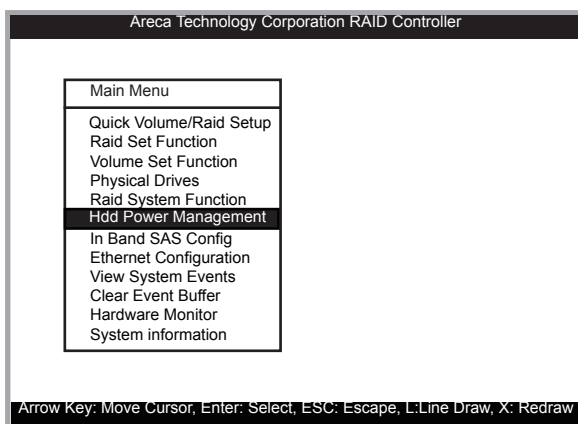 Areca Technology Corporation RAID Controller
Main Menu
Quick Volume/Raid Setup
Raid Set Function
Volume Set Function
Physical Drives
Raid System Function
Hdd Power Management
In Band SAS Config
Ethernet Configuration
View System Events
Clear Event Buffer
Hardware Monitor
System information
Arrow Key: Move Cursor, Enter: Select, ESC: Escape, L:Line Draw, X: Redraw